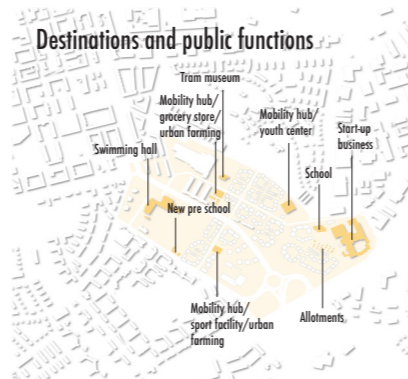 Destinations and public functions
Tram museum
Mobility hub/
grocery store/
urban farming
Mobility hub/
youth center
Start-up
business
Swimming hall
School
New pre school
Mobility hub/
sport facility/urban
farming
Allotments